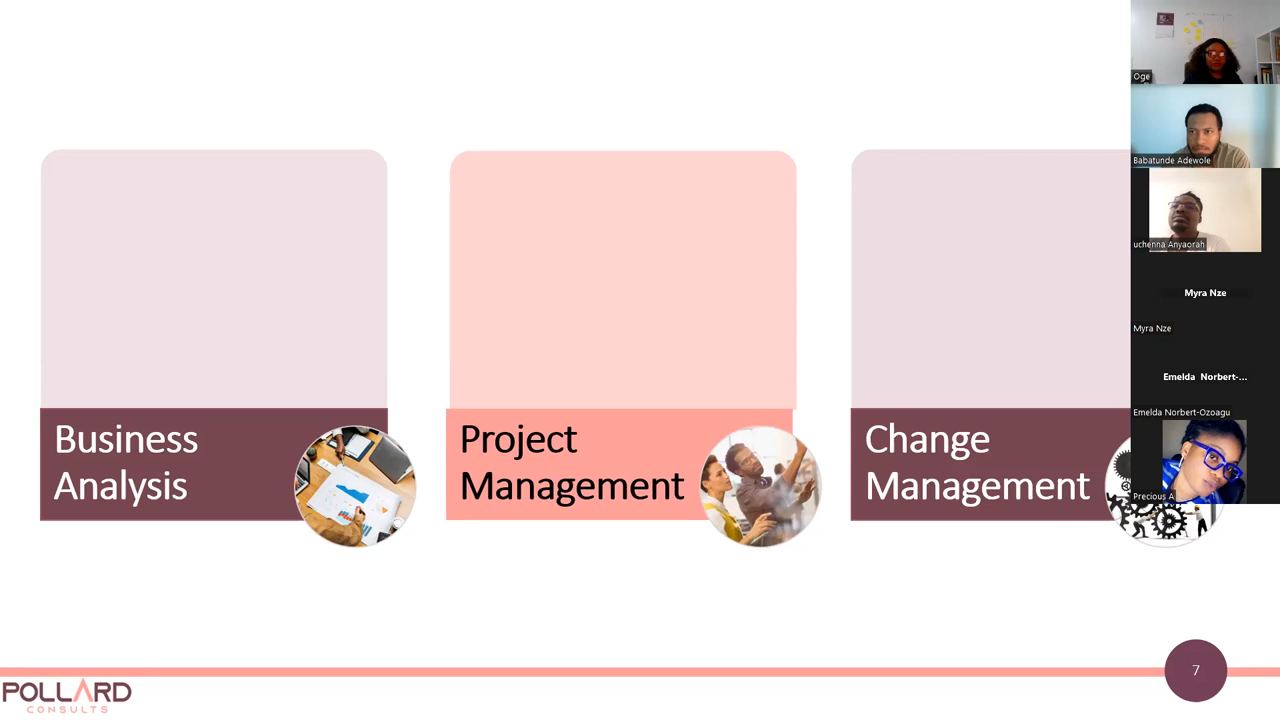 Business
Analysis
Project
Management
Change
Management
7
POLLARD
CONSULTS
Oge
Babatunde Adewole
uchenna Anyaorah
Myra Nze
Myra Nze
Emelda Norbert-...
Emelda Norbert-Ozoagu
Precious A